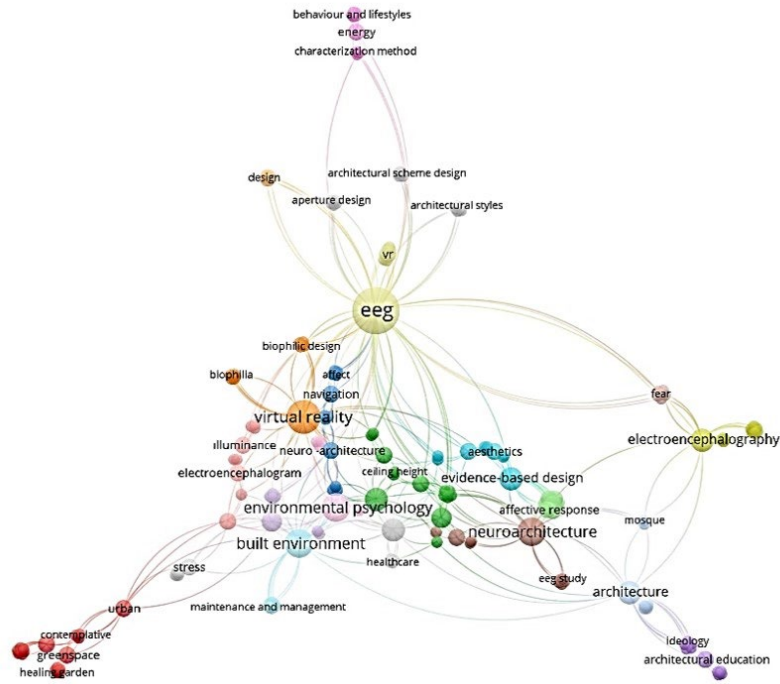 behaviour and lifestyles
energy
characterization method
design
architectural scheme design
aperture design
architectural styles
vr
eeg
biophilic design
biophilia
affect
navigation
fear
virtual reality
electroencephalography
illuminance
neuro -architecture
aesthetics
electroencephalogram
ceiling height
evidence-based design
environmental psychology
affective response
mosque
neuroarchitecture
built environment
healthcare
stress
eeg study
architecture
maintenance and management
urban
contemplative
ideology
greenspace
architectural education
healing garden